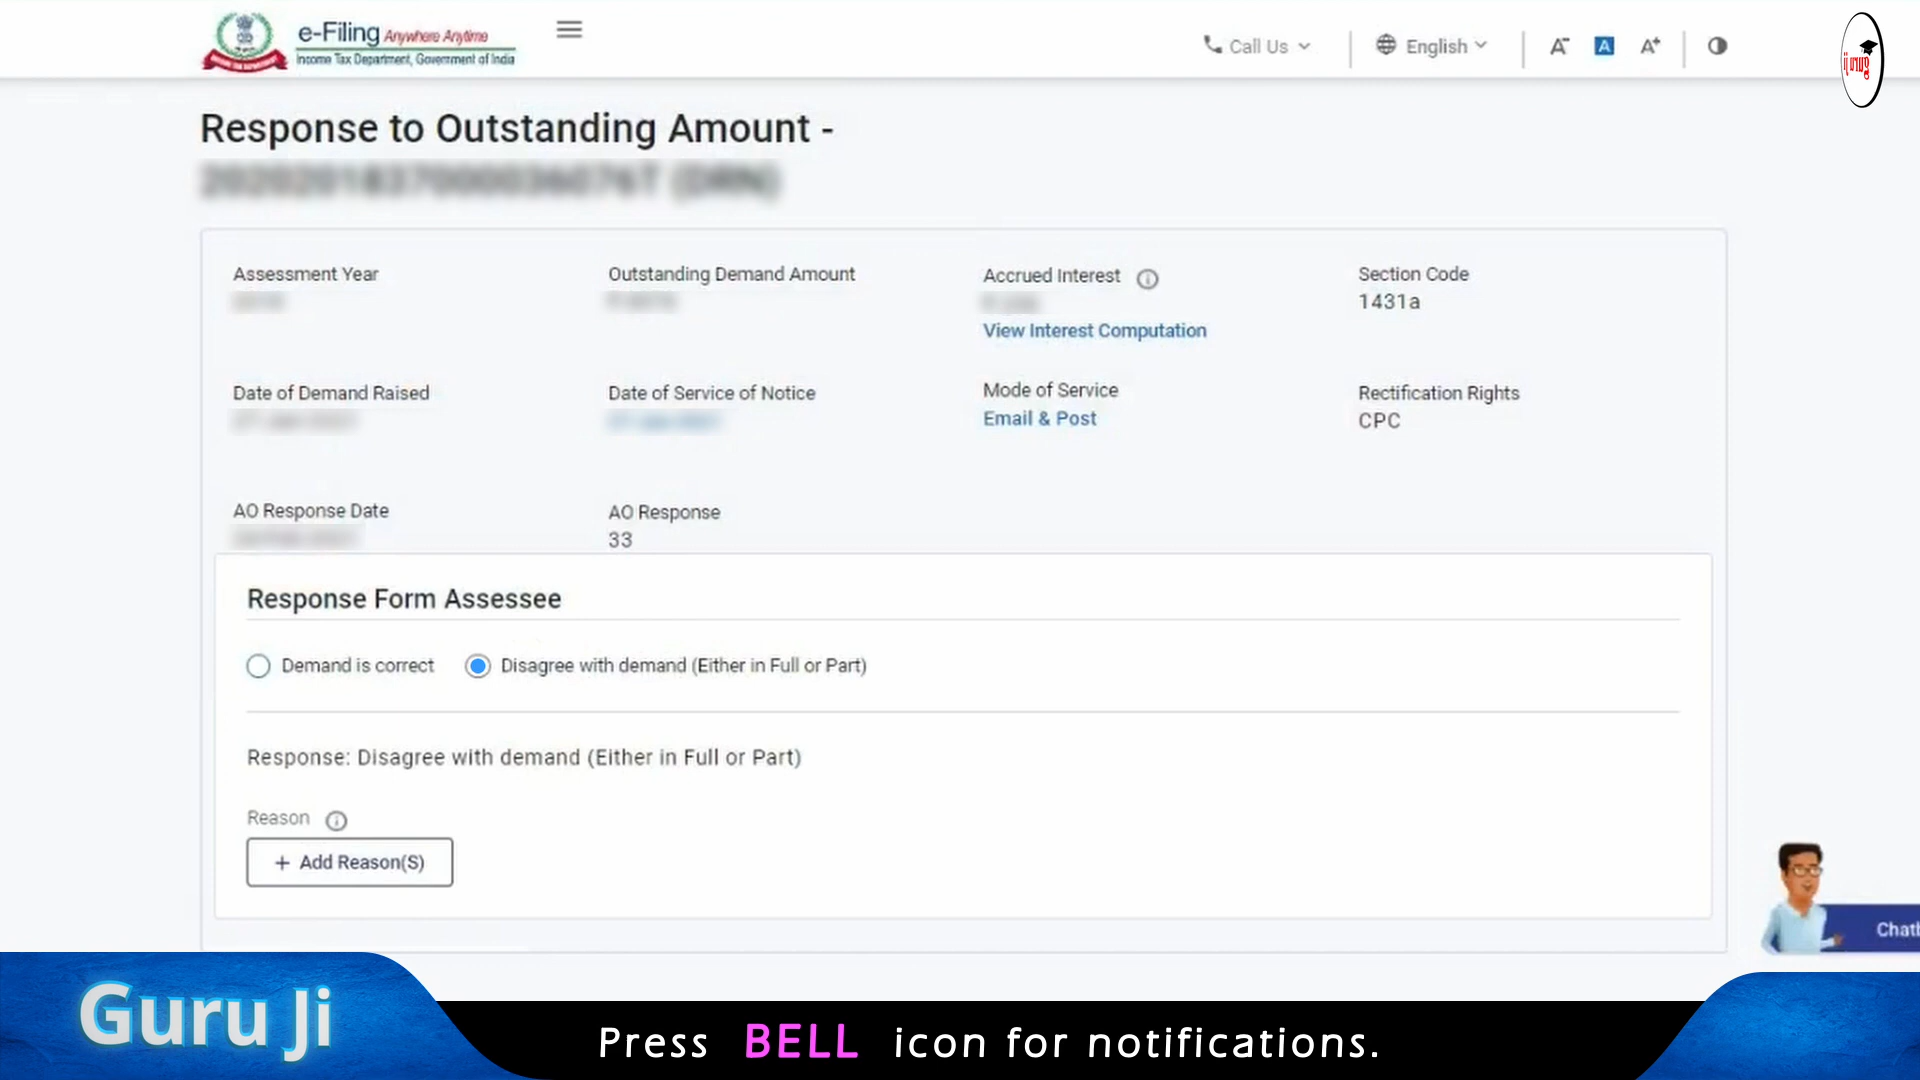 e-Filing Anywhere Anytime
Income Tax Department, Government of India
Call Us
English
A-
A
A+
Response to Outstanding Amount -
Assessment Year
Outstanding Demand Amount
Accrued Interest
Section Code
1431a
View Interest Computation
Date of Demand Raised
Date of Service of Notice
Mode of Service
Rectification Rights
Email & Post
CPC
AO Response Date
AO Response
33
Response Form Assessee
Demand is correct
Disagree with demand (Either in Full or Part)
Response: Disagree with demand (Either in Full or Part)
Reason
+ Add Reason(S)
Guru Ji
Press BELL icon for notifications.